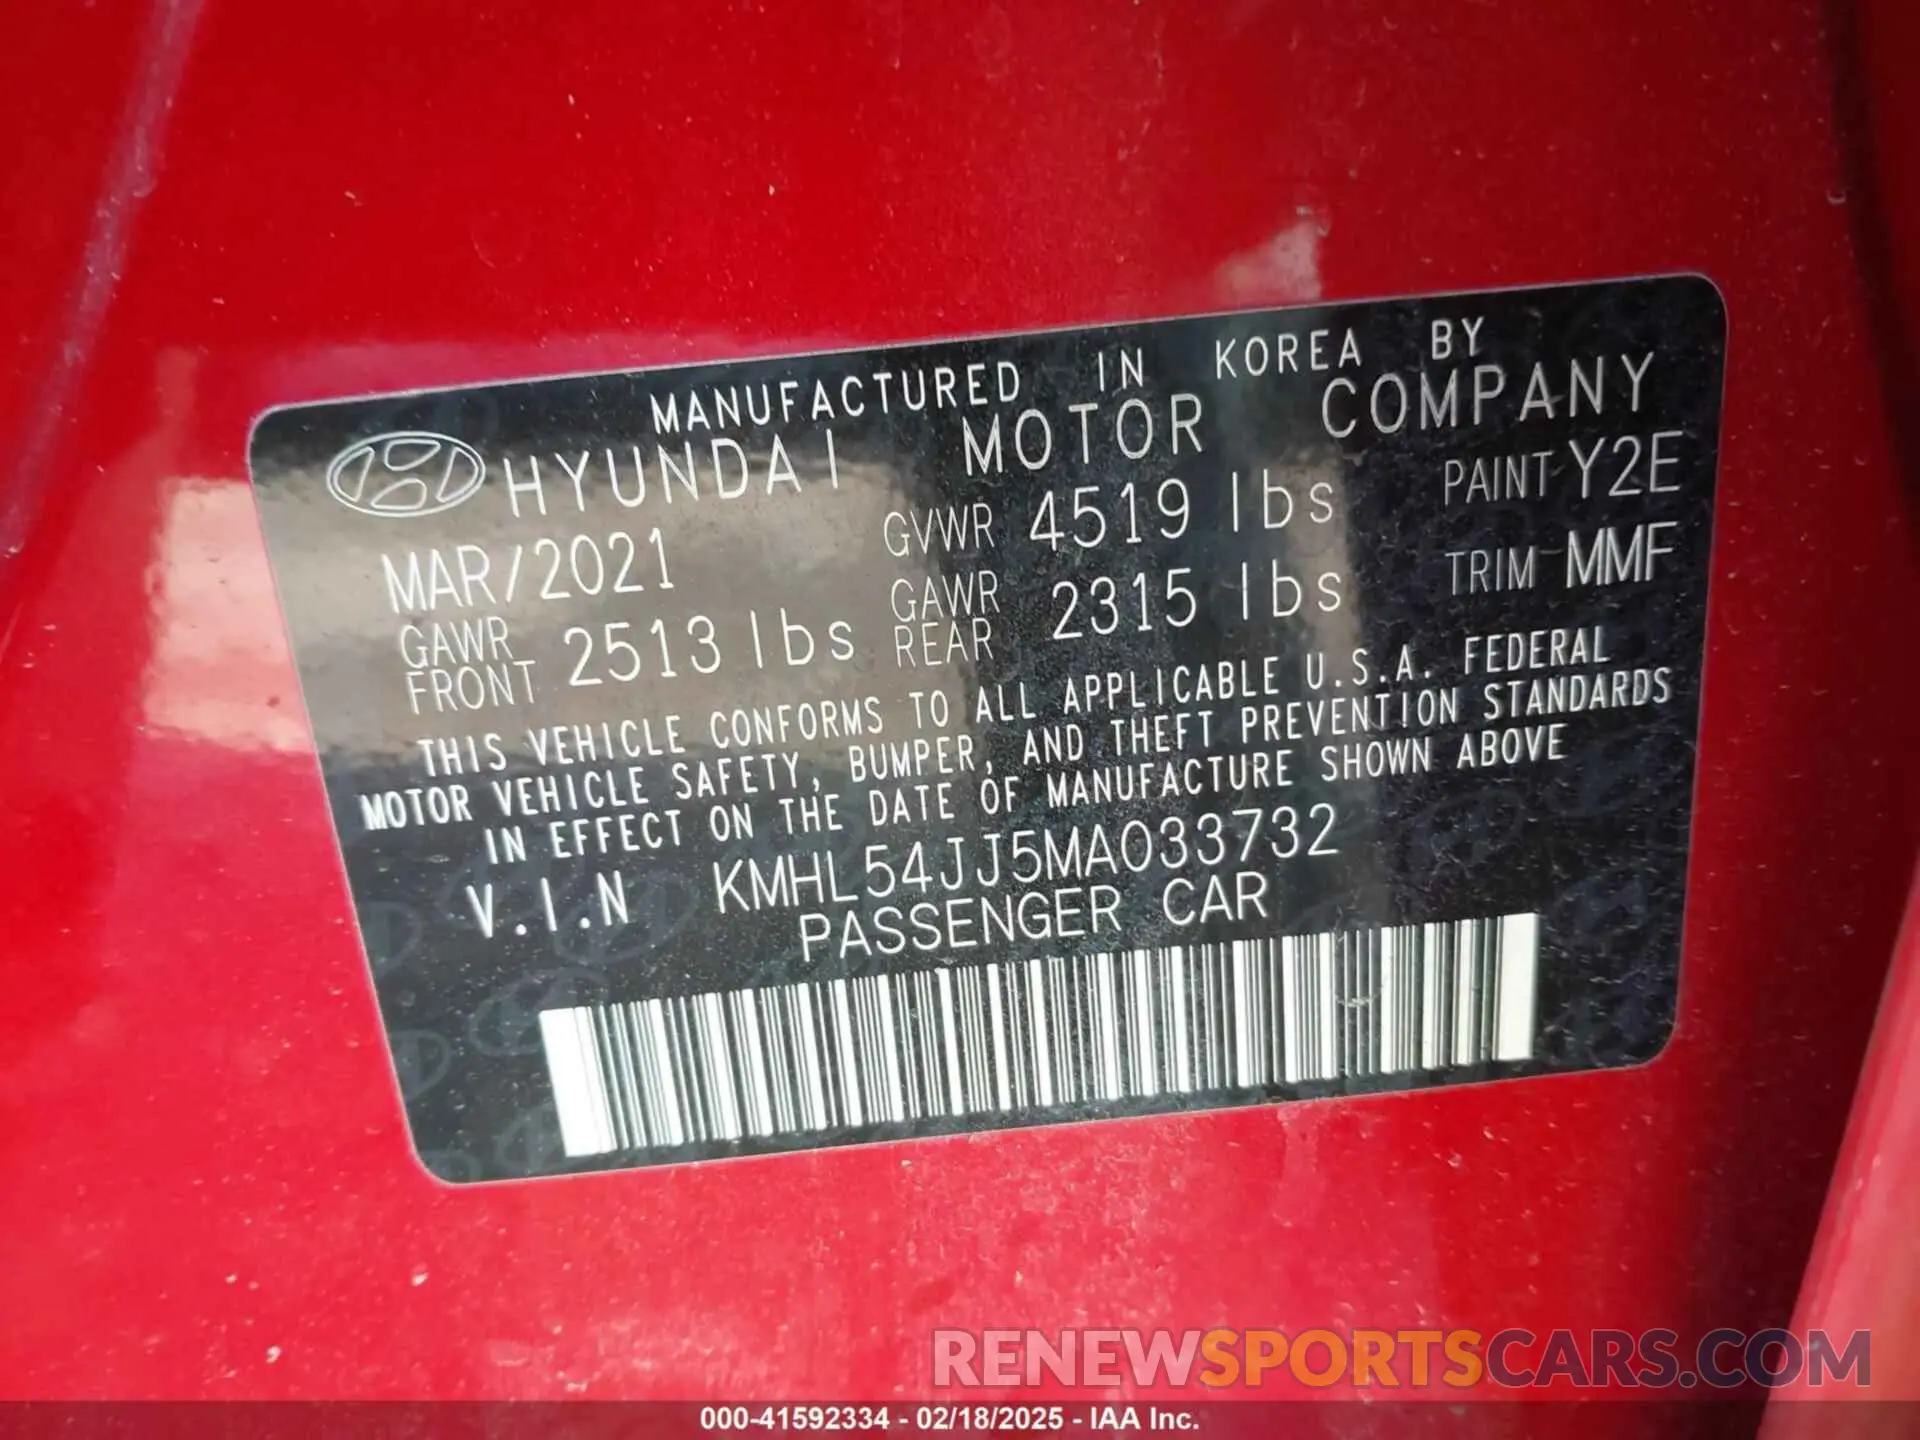 MANUFACTURED IN KOREA BY
HYUNDAI MOTOR COMPANY
MAR/2021 GVWR 4519 lbs PAINT Y2E
GAWR FRONT 2513 lbs GAWR REAR 2315 lbs TRIM MMF
THIS VEHICLE CONFORMS TO ALL APPLICABLE U.S.A. FEDERAL
MOTOR VEHICLE SAFETY, BUMPER, AND THEFT PREVENTION STANDARDS
IN EFFECT ON THE DATE OF MANUFACTURE SHOWN ABOVE
V.I.N KMHL54JJ5MA033732
PASSENGER CAR
RENEWSPORTSCARS.COM
000-41592334 - 02/18/2025 - IAA Inc.